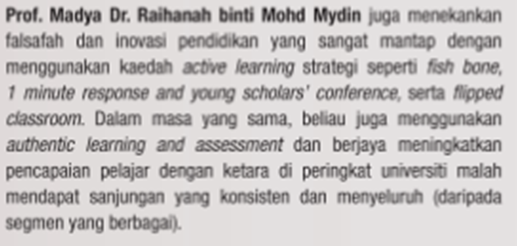 Prof. Madya Dr. Raihanah binti Mohd Mydin juga menekankan
falsafah dan inovasi pendidikan yang sangat mantap dengan
menggunakan kaedah active learning strategi seperti fish bone,
1 minute response and young scholars' conference, serta flipped
classroom. Dalam masa yang sama, beliau juga menggunakan
authentic learning and assessment dan berjaya meningkatkan
pencapaian pelajar dengan ketara di peringkat universiti malah
mendapat sanjungan yang konsisten dan menyeluruh (daripada
segmen yang berbagai).